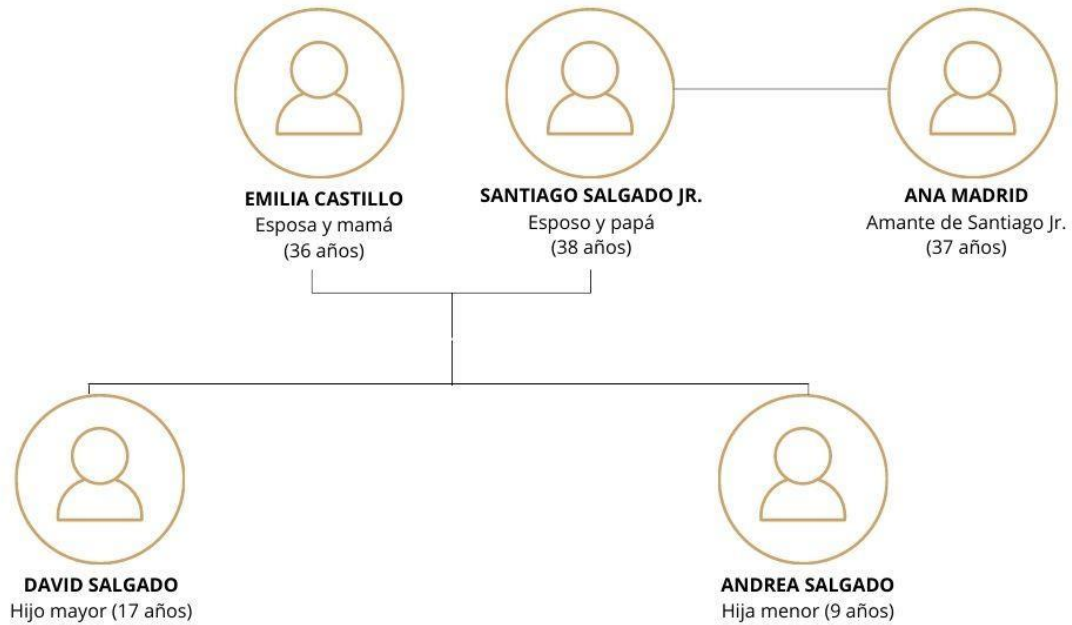 EMILIA CASTILLO
Esposa y mamá
(36 años)
SANTIAGO SALGADO JR.
Esposo y papá
(38 años)
ANA MADRID
Amante de Santiago Jr.
(37 años)
DAVID SALGADO
Hijo mayor (17 años)
ANDREA SALGADO
Hija menor (9 años)